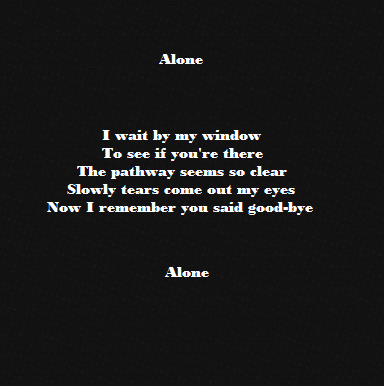 Alone
I wait by my window
To see if you're there
The pathway seems so clear
Slowly tears come out my eyes
Now I remember you said good-bye
Alone